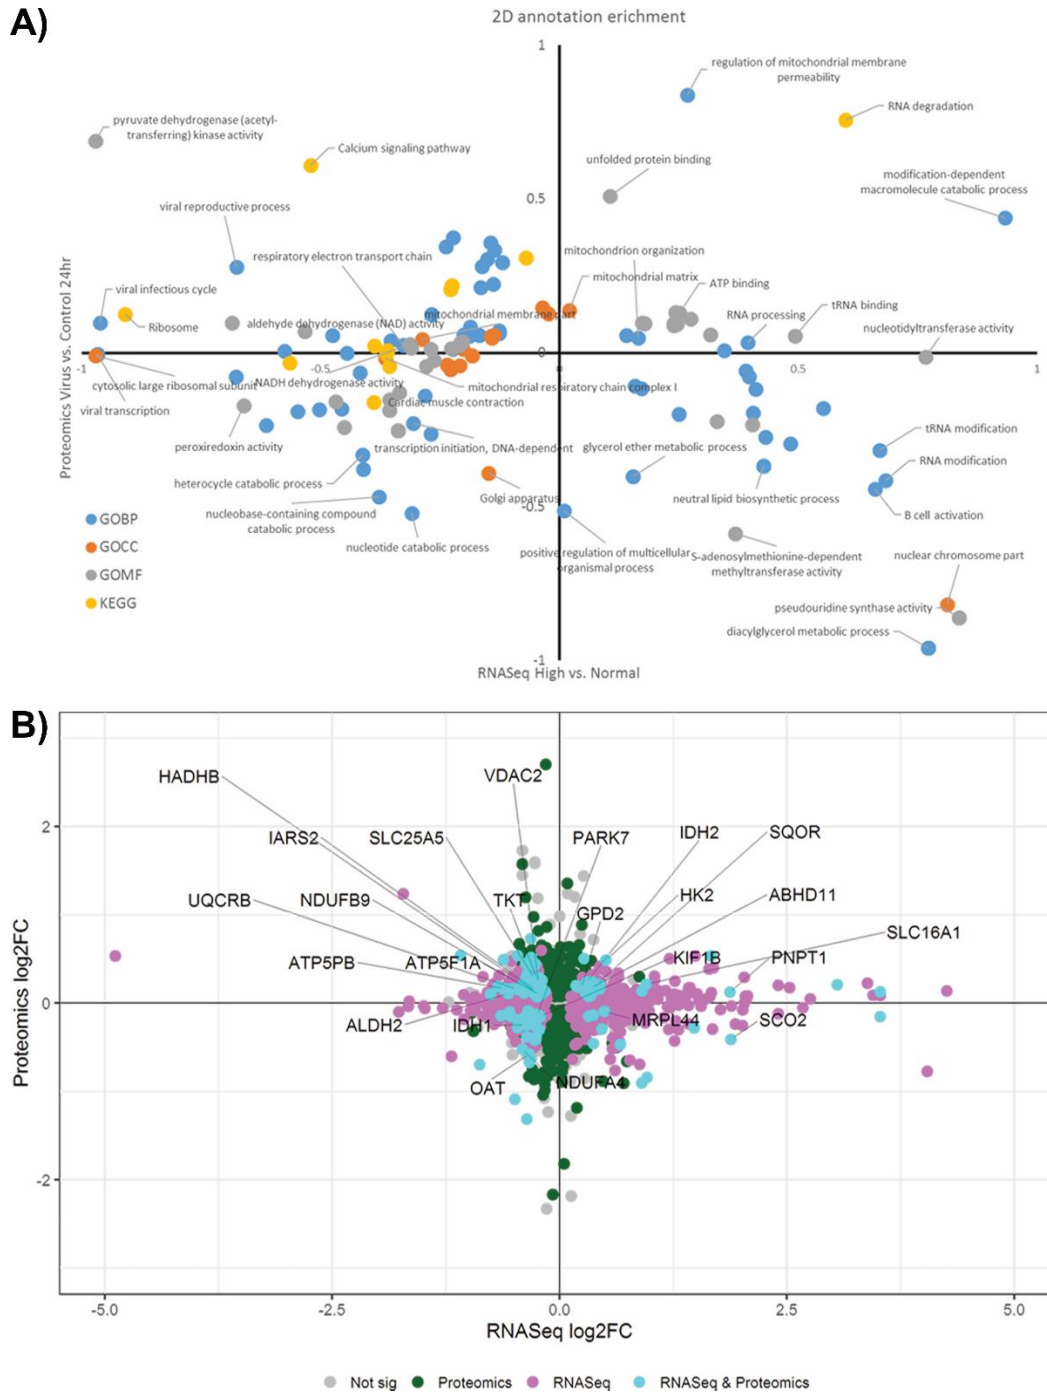 A)
2D annotation enrichment
1
regulation of mitochondrial membrane
permeability
RNA degradation
pyruvate dehydrogenase (acetyl-
transferring) kinase activity
Calcium signaling pathway
unfolded protein binding
modification-dependent
macromolecule catabolic process
0.5
viral reproductive process
respiratory electron transport chain
mitochondrion organization
mitochondrial matrix
ATP binding
viral infectious cycle
tRNA binding
mitochondrial membrane part
RNA processing
Ribosome
aldehyde dehydrogenase (NAD) activity
nucleotidyltransferase activity
0
-1
-0.5
0
0.5
1
cytosolic large ribosomal subunit
NADH dehydrogenase activity
mitochondrial respiratory chain complex I
Cardiac muscle contraction
viral transcription
peroxiredoxin activity
transcription initiation, DNA-dependent
glycerol ether metabolic process
tRNA modification
RNA modification
heterocycle catabolic process
Golgi apparatus
neutral lipid biosynthetic process
-0.5
B cell activation
nucleobase-containing compound
catabolic process
nucleotide catabolic process
positive regulation of multicellular
organismal process
S-adenosylmethionine-dependent
methyltransferase activity
nuclear chromosome part
pseudouridine synthase activity
diacylglycerol metabolic process
-1
Proteomics Virus vs. Control 24hr
RNASeq High vs. Normal
GOBP
GOCC
GOMF
KEGG
B)
HADHB
VDAC2
2
IARS2
SLC25A5
PARK7
IDH2
SQOR
UQCRB
NDUFB9
TKT
GPD2
HK2
ABHD11
SLC16A1
ATP5PB
ATP5F1A
KIF1B
PNPT1
0
ALDH2
IDH1
MRPL44
SCO2
OAT
NDUFA4
-2
Proteomics log2FC
-5.0
-2.5
0.0
2.5
5.0
RNASeq log2FC
Not sig
Proteomics
RNASeq
RNASeq & Proteomics